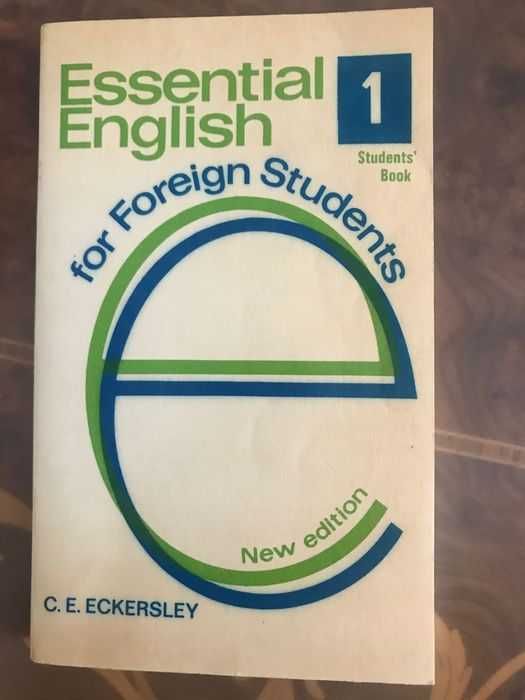 Essential
English
1
Students'
Book
for Foreign Students
New edition
C. E. ECKERSLEY